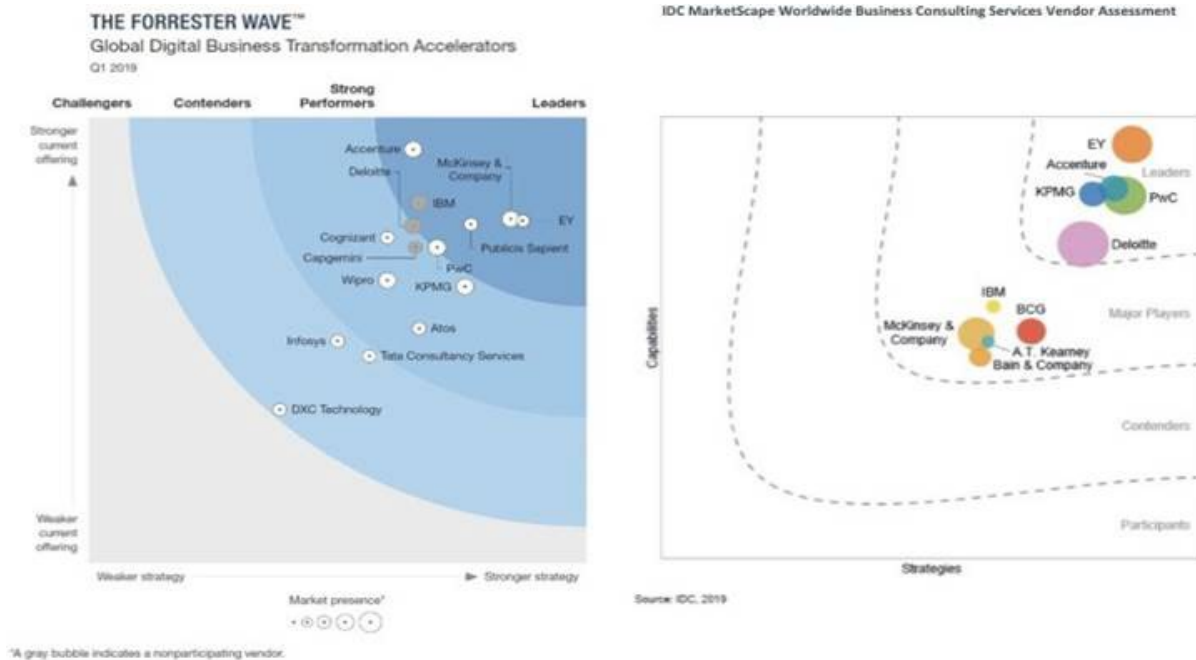 THE FORRESTER WAVE™
Global Digital Business Transformation Accelerators
Q1 2019
Challengers
Contenders
Strong
Performers
Leaders
Stronger
current
offering
Accenture
Deloitte
McKinsey &
Company
IBM
EY
Cognizant
Publicis Sapient
Capgemini
PwC
Wipro
KPMG
Atos
Infosys
Tata Consultancy Services
DXC Technology
Weaker
current
offering
Weaker strategy
Stronger strategy
Market presence*
*A gray bubble indicates a nonparticipating vendor.
IDC MarketScape Worldwide Business Consulting Services Vendor Assessment
EY
Accenture
Leaders
KPMG
PwC
Deloitte
IBM
BCG
Major Players
McKinsey &
Company
A.T. Kearney
Bain & Company
Capabilities
Contenders
Participants
Strategies
Source: IDC, 2019